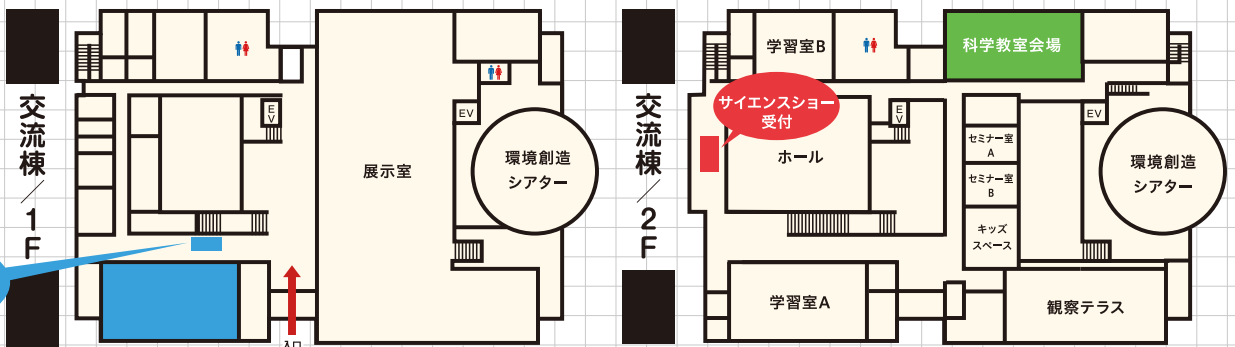 交流棟／1F
EV
EV
展示室
環境創造
シアター
入口
交流棟／2F
学習室B
科学教室会場
サイエンスショー
受付
ホール
EV
EV
セミナー室
A
セミナー室
B
キッズ
スペース
環境創造
シアター
学習室A
観察テラス